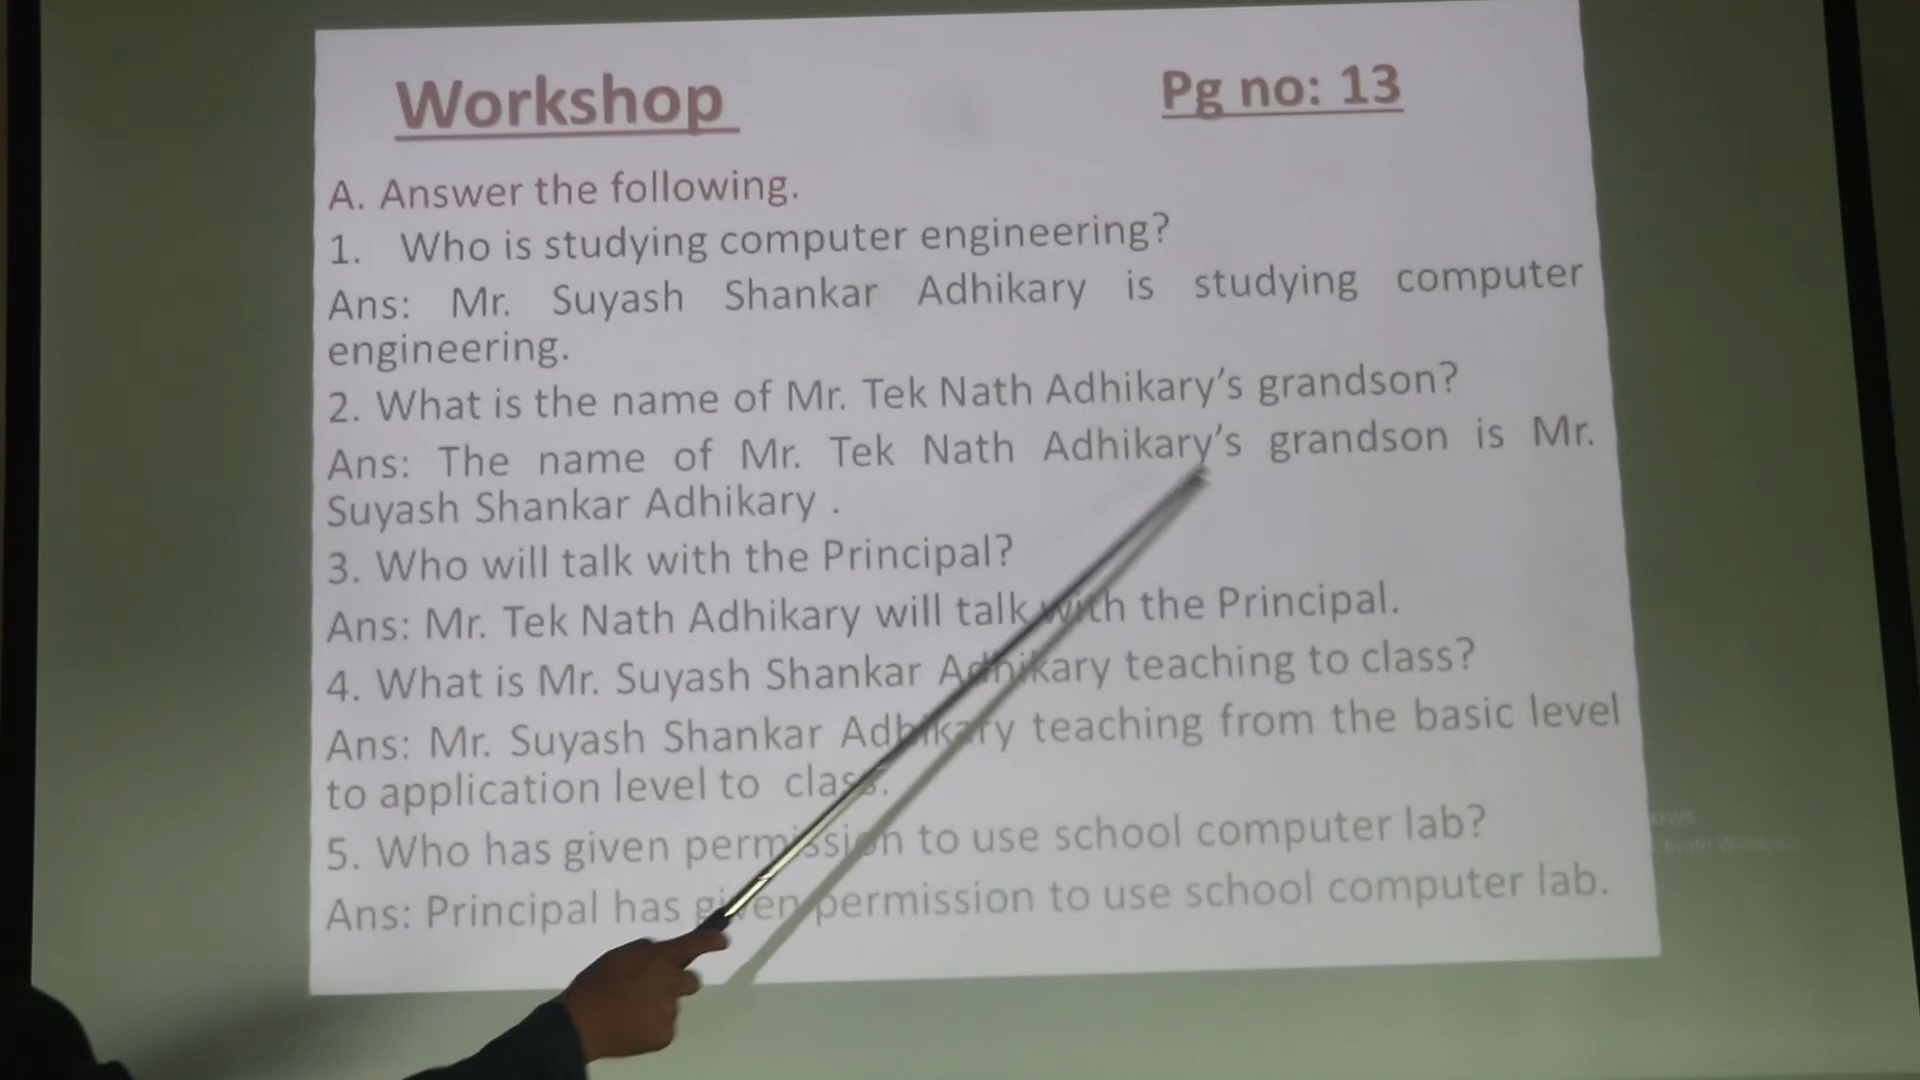 Workshop Pg no: 13
A. Answer the following.
1. Who is studying computer engineering?
Ans: Mr. Suyash Shankar Adhikary is studying computer
engineering.
2. What is the name of Mr. Tek Nath Adhikary's grandson?
Ans: The name of Mr. Tek Nath Adhikary's grandson is Mr.
Suyash Shankar Adhikary .
3. Who will talk with the Principal?
Ans: Mr. Tek Nath Adhikary will talk with the Principal.
4. What is Mr. Suyash Shankar Adhikary teaching to class?
Ans: Mr. Suyash Shankar Adhikary teaching from the basic level
to application level to class.
5. Who has given permission to use school computer lab?
Ans: Principal has given permission to use school computer lab.